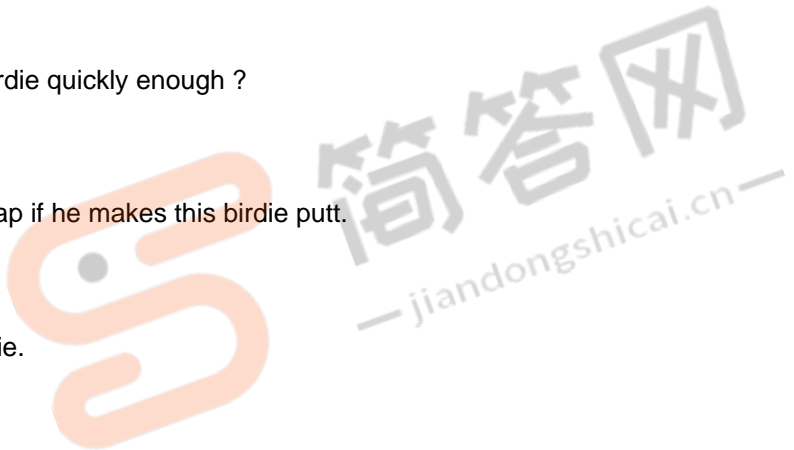 rdie quickly enough ?
ap if he makes this birdie putt.
ie.
简答网
jiandongshicai.cn